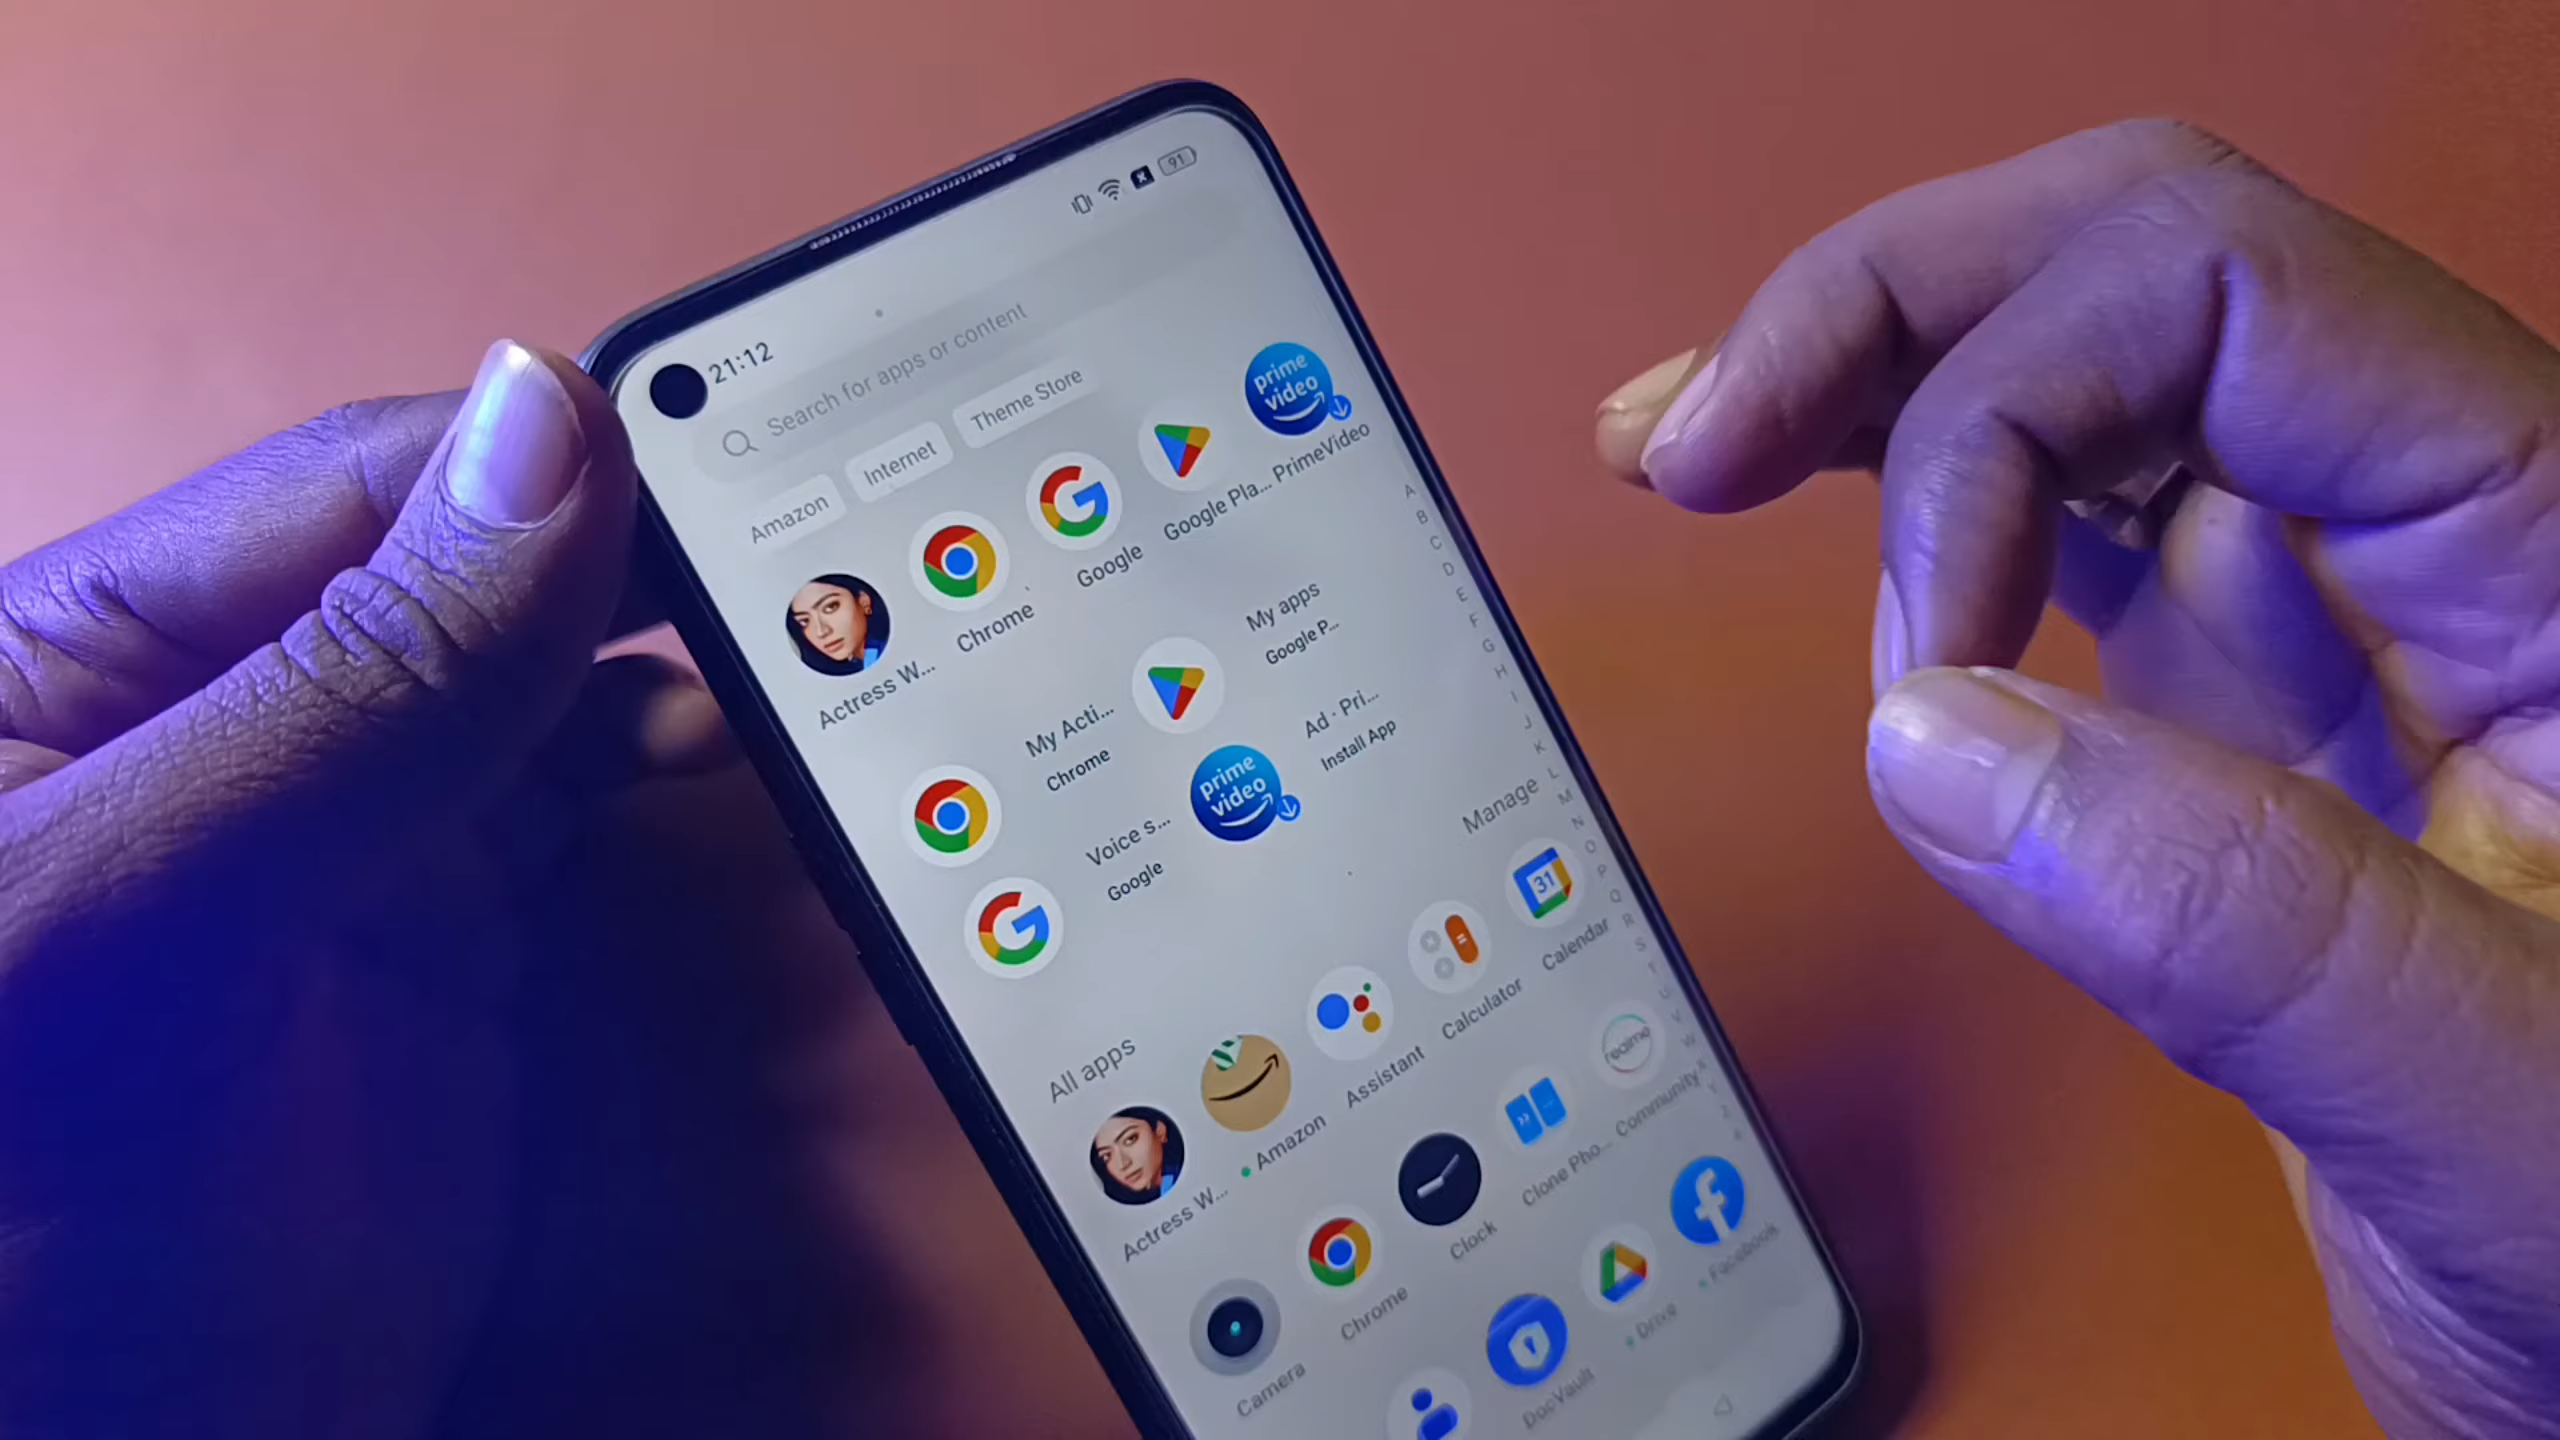 21:12
91
Search for apps or content
Amazon
Internet
Theme Store
prime video
Actress W...
Chrome
Google
Google Pla...
PrimeVideo
My Acti...
Chrome
My apps
Google P...
Voice s...
Google
prime video
Ad · Pri...
Install App
All apps
Manage
Actress W...
Amazon
Assistant
Calculator
31
Calendar
Camera
Chrome
Clock
Clone Pho...
realme
Community
DocVault
Drive
Facebook
A
B
C
D
E
F
G
H
I
J
K
L
M
N
O
P
Q
R
S
T
U
V
W
X
Y
Z
#